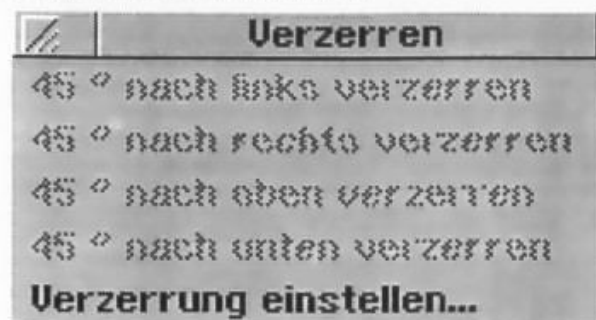 Verzerren
45 ° nach links verzerren
45 ° nach rechts verzerren
45 ° nach oben verzerren
45 ° nach unten verzerren
Verzerrung einstellen...